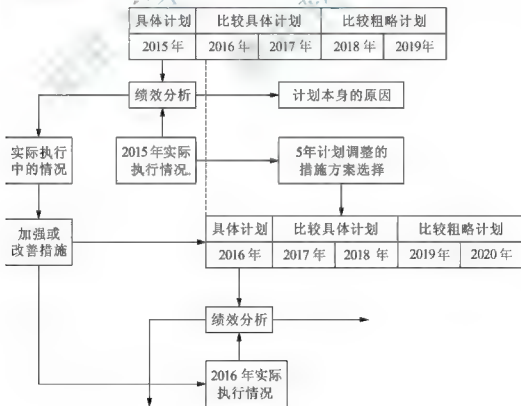 具体计划 比较具体计划 比较粗略计划
2015年 2016年 2017年 2018年 2019年
绩效分析 计划本身的原因
实际执行
中的情况
2015年实际
执行情况
5年计划调整的
措施方案选择
加强或
改善措施
具体计划 比较具体计划 比较粗略计划
2016年 2017年 2018年 2019年 2020年
绩效分析
2016年实际
执行情况